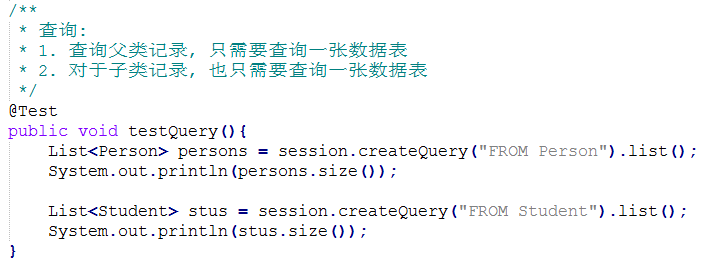 /**
 * 查询:
 * 1. 查询父类记录, 只需要查询一张数据表
 * 2. 对于子类记录, 也只需要查询一张数据表
 */
@Test
public void testQuery(){
    List<Person> persons = session.createQuery("FROM Person").list();
    System.out.println(persons.size());

    List<Student> stus = session.createQuery("FROM Student").list();
    System.out.println(stus.size());
}